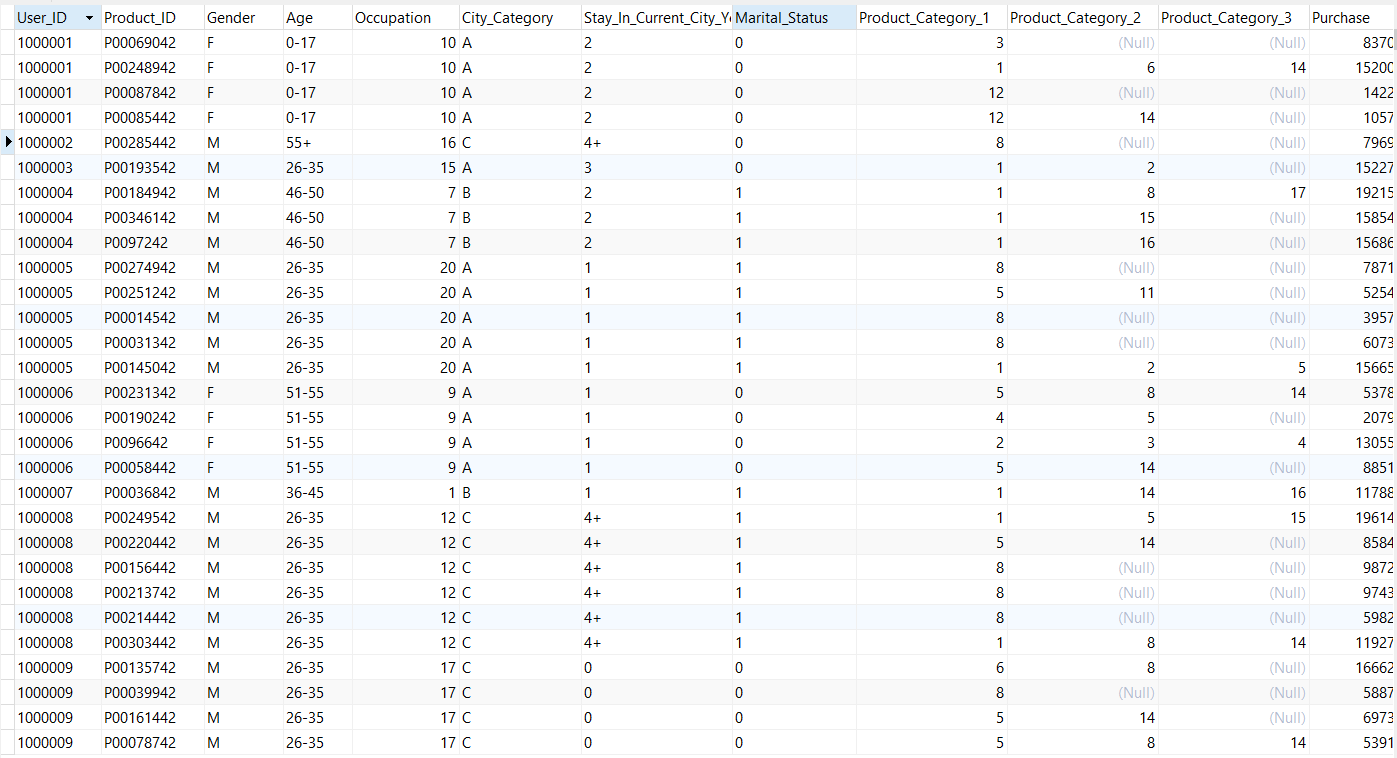 User_ID Product_ID Gender Age Occupation City_Category Stay_In_Current_City_Ye Marital_Status Product_Category_1 Product_Category_2 Product_Category_3 Purchase
1000001 P00069042 F 0-17 10 A 2 0 3 (Null) (Null) 8370
1000001 P00248942 F 0-17 10 A 2 0 1 6 14 15200
1000001 P00087842 F 0-17 10 A 2 0 12 (Null) (Null) 1422
1000001 P00085442 F 0-17 10 A 2 0 12 14 (Null) 1057
1000002 P00285442 M 55+ 16 C 4+ 0 8 (Null) (Null) 7969
1000003 P00193542 M 26-35 15 A 3 0 1 2 (Null) 15227
1000004 P00184942 M 46-50 7 B 2 1 1 8 17 19215
1000004 P00346142 M 46-50 7 B 2 1 1 15 (Null) 15854
1000004 P0097242 M 46-50 7 B 2 1 1 16 (Null) 15686
1000005 P00274942 M 26-35 20 A 1 1 8 (Null) (Null) 7871
1000005 P00251242 M 26-35 20 A 1 1 5 11 (Null) 5254
1000005 P00014542 M 26-35 20 A 1 1 8 (Null) (Null) 3957
1000005 P00031342 M 26-35 20 A 1 1 8 (Null) (Null) 6073
1000005 P00145042 M 26-35 20 A 1 1 1 2 5 15665
1000006 P00231342 F 51-55 9 A 1 0 5 8 14 5378
1000006 P00190242 F 51-55 9 A 1 0 4 5 (Null) 2079
1000006 P0096642 F 51-55 9 A 1 0 2 3 4 13055
1000006 P00058442 F 51-55 9 A 1 0 5 14 (Null) 8851
1000007 P00036842 M 36-45 1 B 1 1 1 14 16 11788
1000008 P00249542 M 26-35 12 C 4+ 1 1 5 15 19614
1000008 P00220442 M 26-35 12 C 4+ 1 5 14 (Null) 8584
1000008 P00156442 M 26-35 12 C 4+ 1 8 (Null) (Null) 9872
1000008 P00213742 M 26-35 12 C 4+ 1 8 (Null) (Null) 9743
1000008 P00214442 M 26-35 12 C 4+ 1 8 (Null) (Null) 5982
1000008 P00303442 M 26-35 12 C 4+ 1 1 8 14 11927
1000009 P00135742 M 26-35 17 C 0 0 6 8 (Null) 16662
1000009 P00039942 M 26-35 17 C 0 0 8 (Null) (Null) 5887
1000009 P00161442 M 26-35 17 C 0 0 5 14 (Null) 6973
1000009 P00078742 M 26-35 17 C 0 0 5 8 14 5391